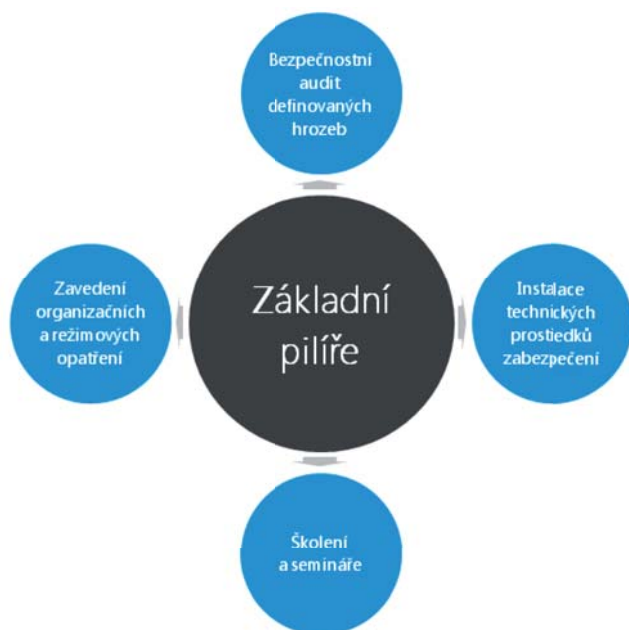 Bezpečnostní
audit
definovaných
hrozeb
Zavedení
organizačních
a režimových
opatření
Základní
pilíře
Instalace
technických
prostiedků
zabezpečení
Školení
a semináře